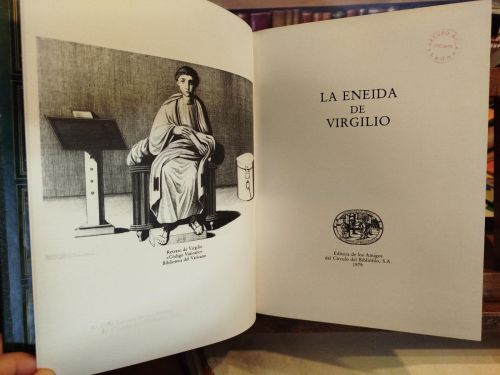 Retrato de Virgilio
«Códice Vaticano»
Biblioteca del Vaticano
LA ENEIDA
DE
VIRGILIO
Editora de los Amigos
del Círculo del Bibliófilo, S.A.
1979